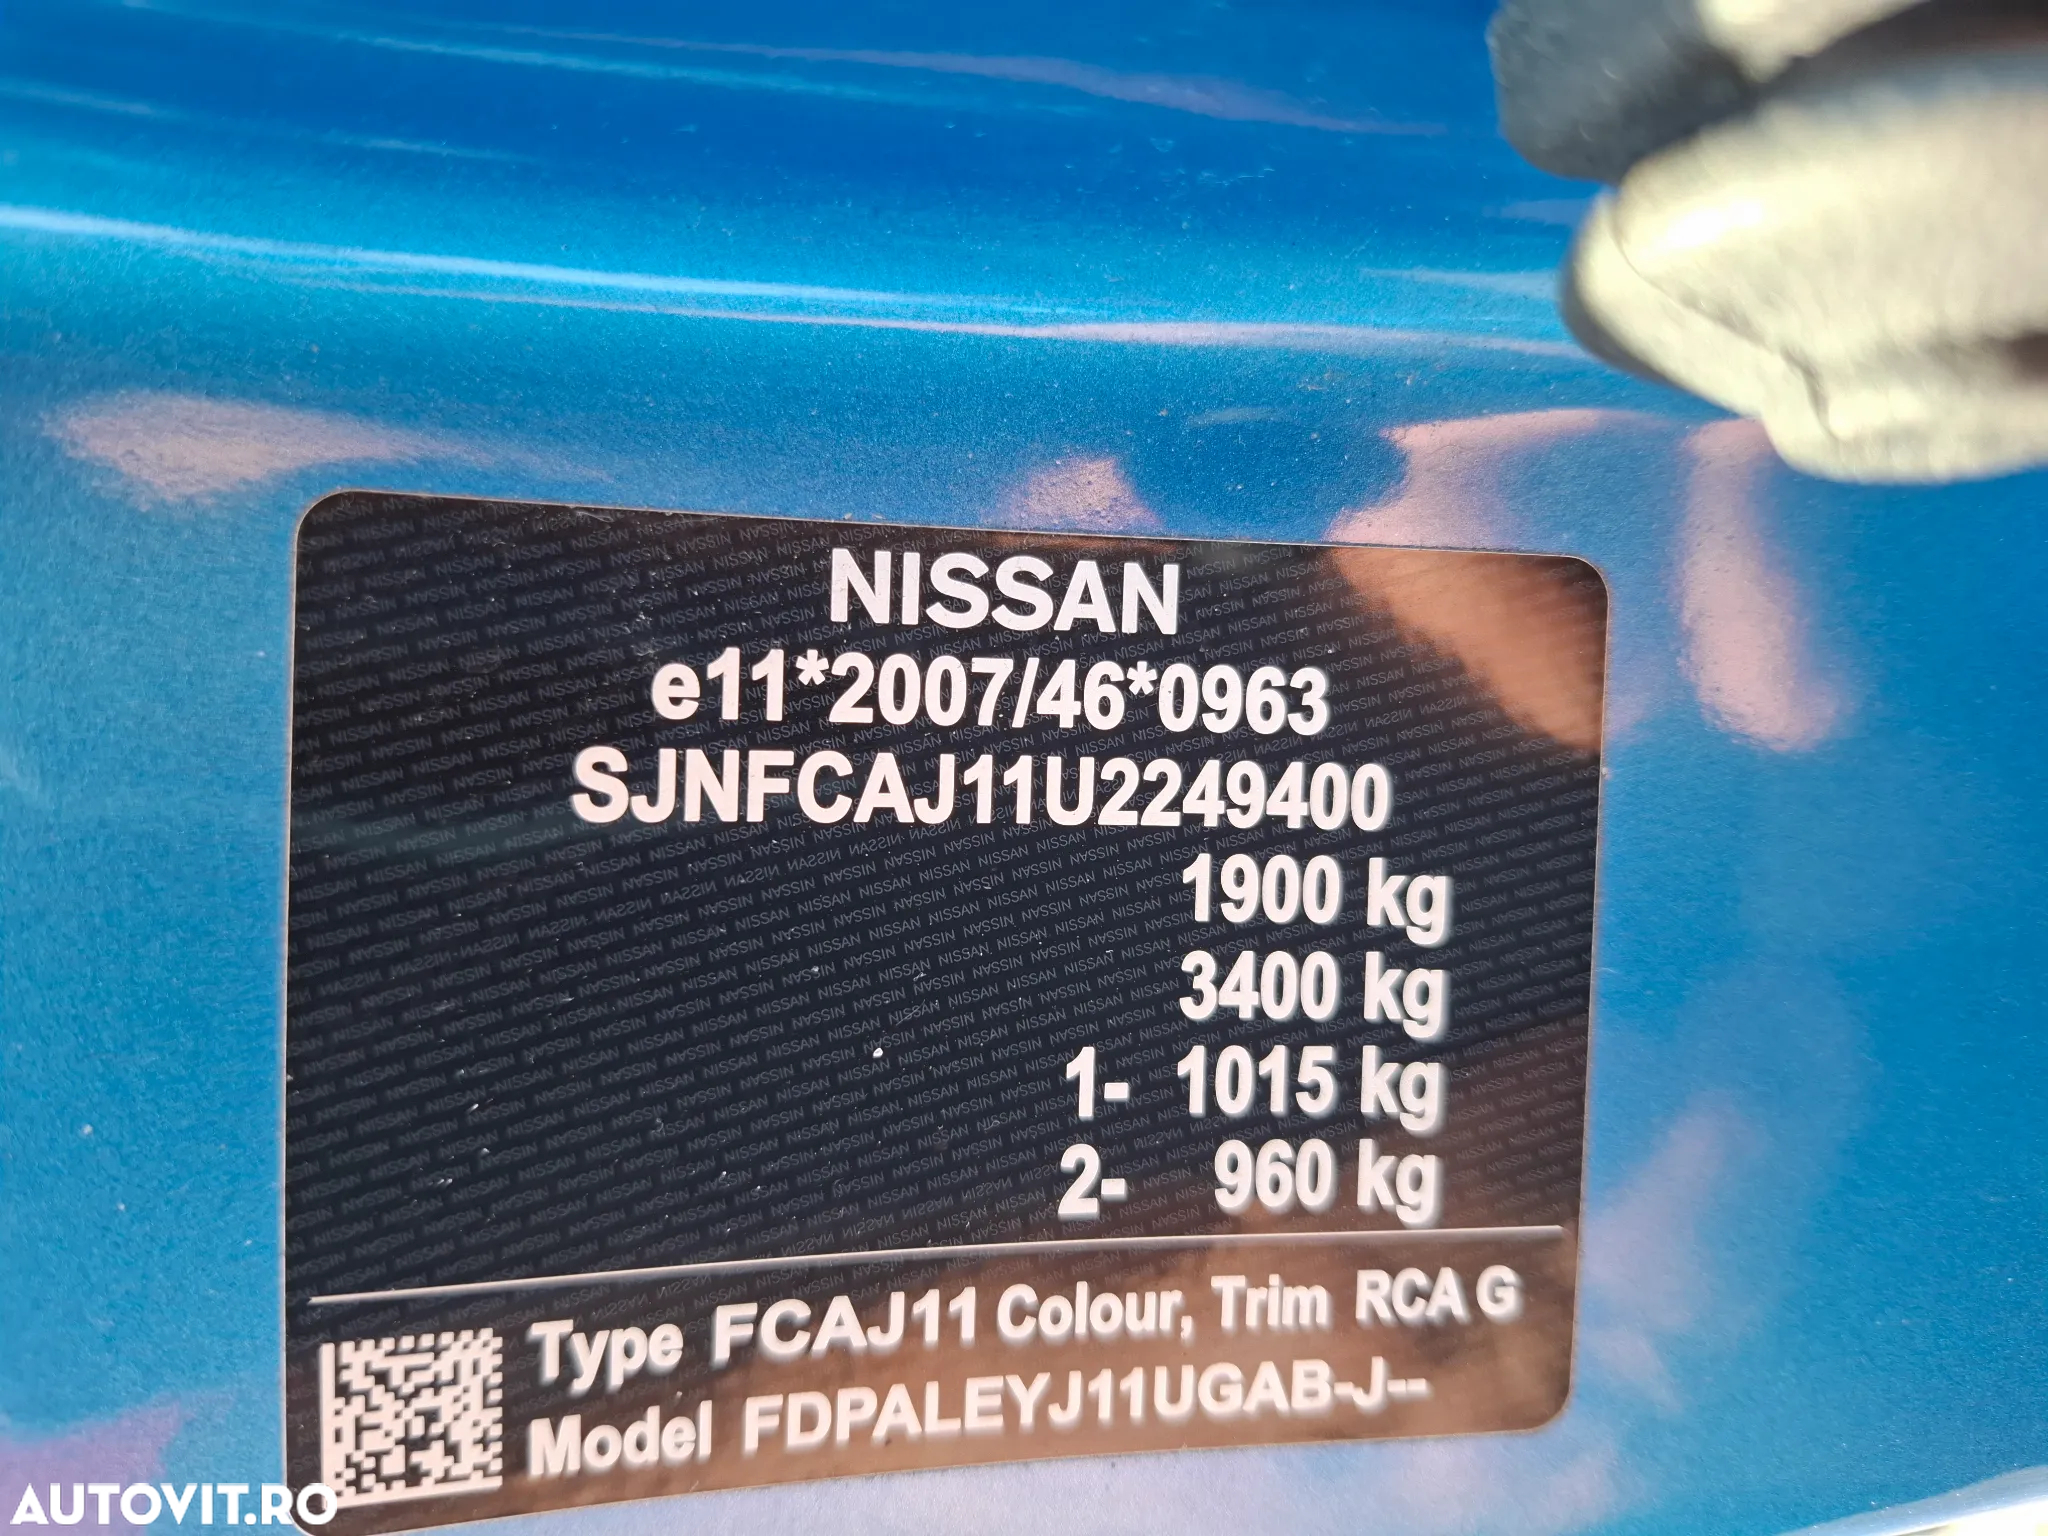 NISSAN
e11*2007/46*0963
SJNFCAJ11U2249400
1900 kg
3400 kg
1- 1015 kg
2- 960 kg
Type FCAJ11 Colour, Trim RCA G
Model FDPALEYJ11UGAB-J--
AUTOVIT.RO